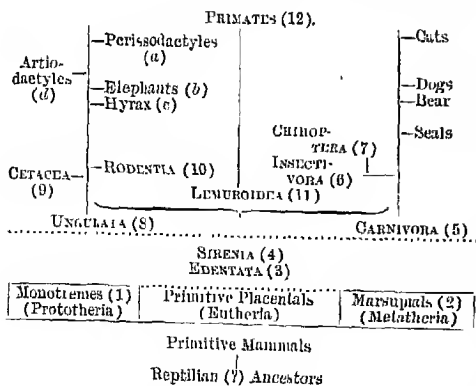 PRIMATES (12).
Perissodactyles
(a)
Artio-
dactyles
(d)
Elephants (b)
Hyrax (c)
Cats
Dogs
Bear
Seals
CHIROP-
TERA (7)
INSECTI-
VORA (6)
CETACEA
(9)
RODENTIA (10)
LEMUROIDEA (11)
UNGULATA (8)
CARNIVORA (5)
SIRENIA (4)
EDENTATA (3)
Monotremes (1)
(Prototheria)
Primitive Placentals
(Eutheria)
Marsupials (2)
(Metatheria)
Primitive Mammals
Reptilian (?) Ancestors